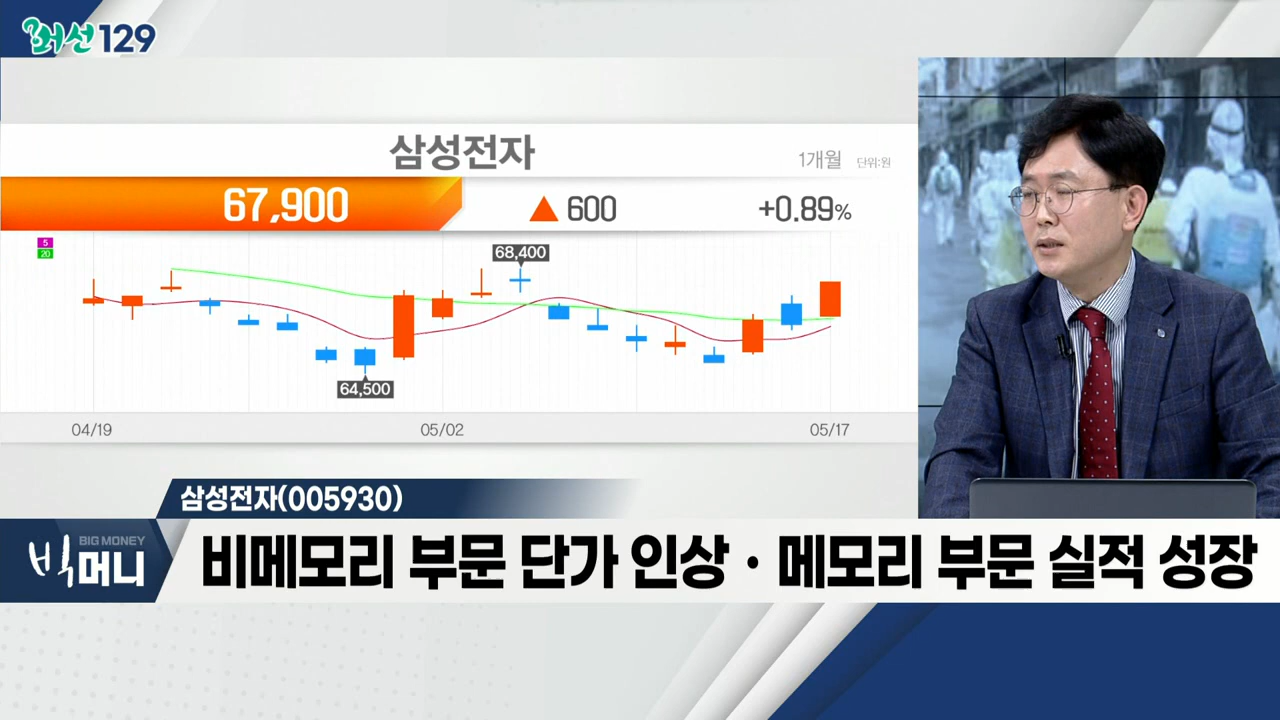 머선129
삼성전자
1개월 단위:원
67,900 ▲600 +0.89%
5
20
68,400
64,500
04/19 05/02 05/17
삼성전자(005930)
BIG MONEY
빅머니
비메모리 부문 단가 인상·메모리 부문 실적 성장